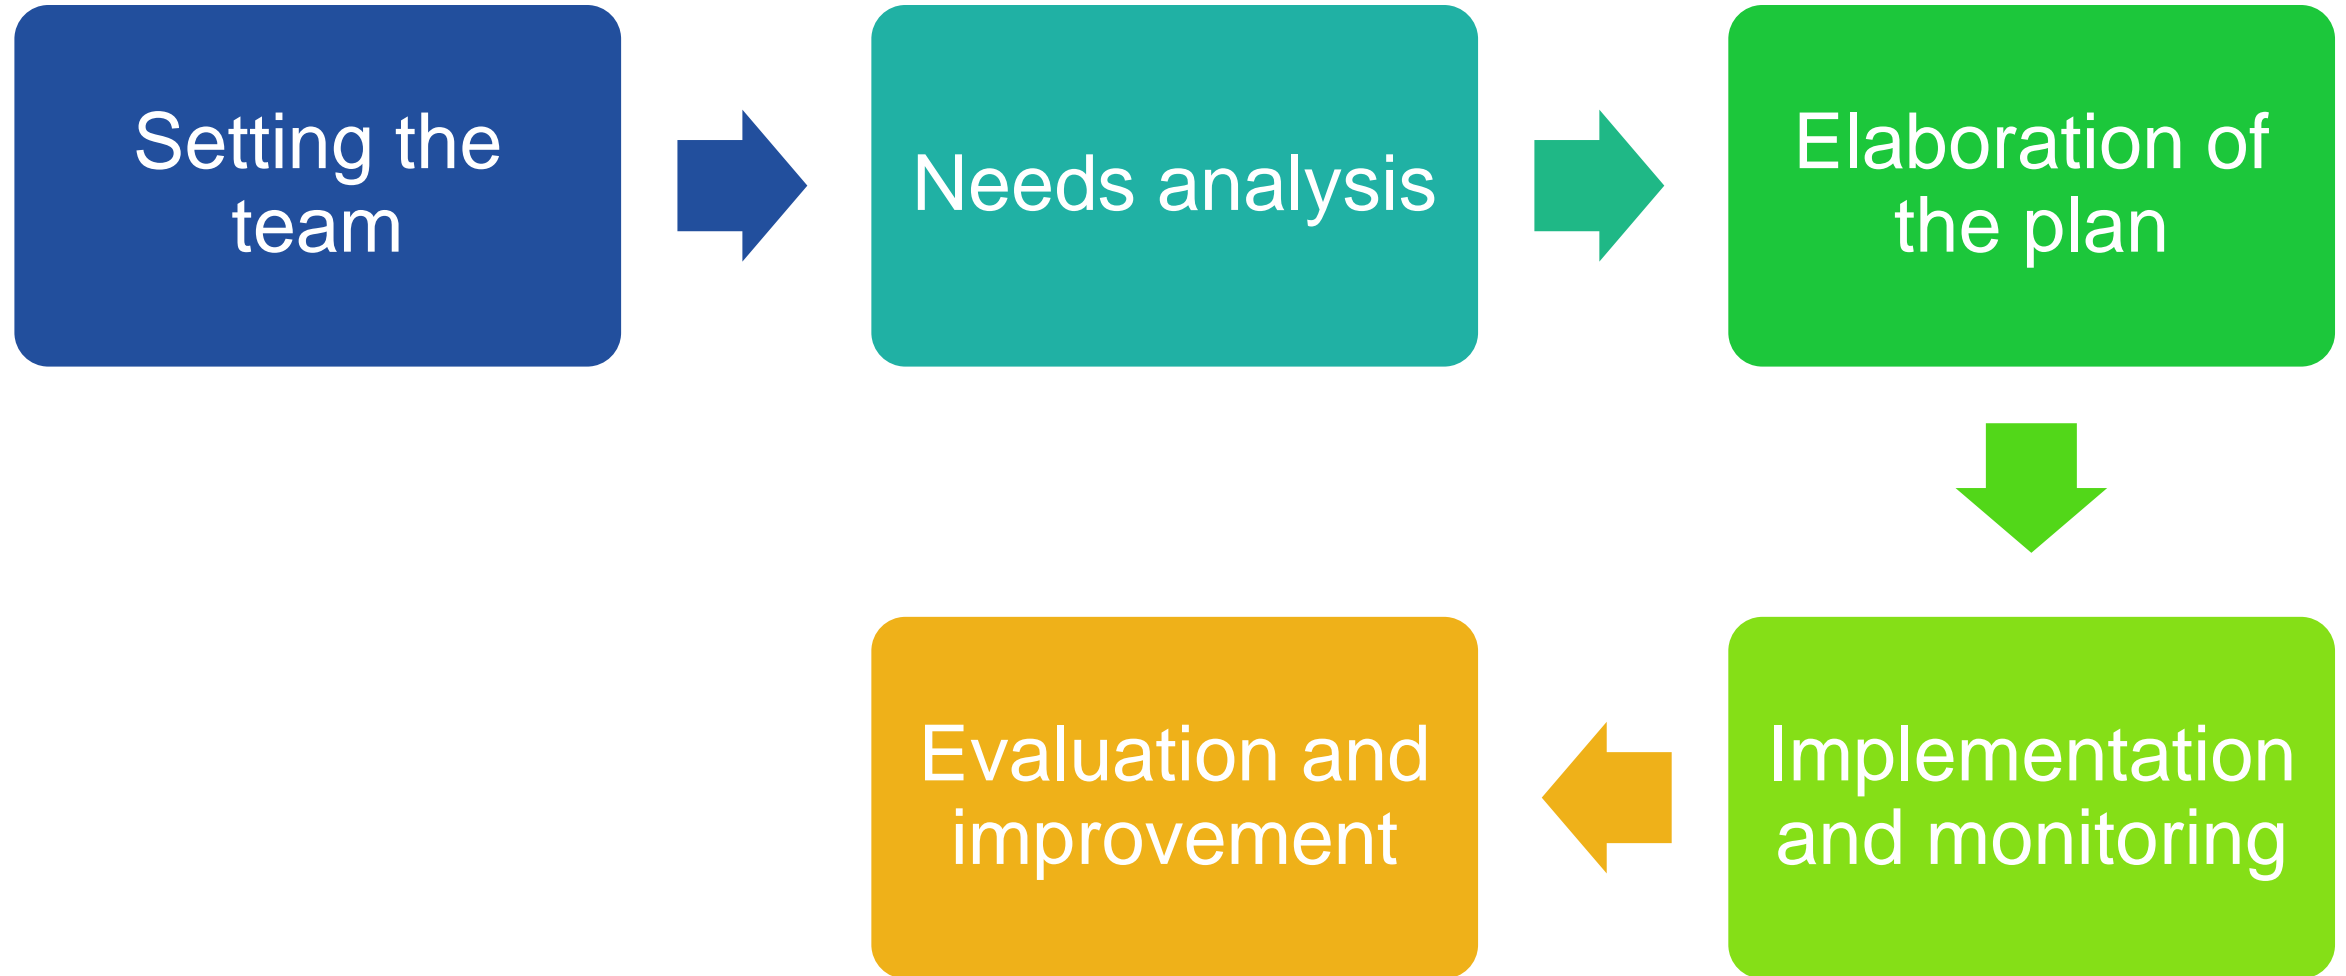 Setting the
team
Needs analysis
Elaboration of
the plan
Implementation
and monitoring
Evaluation and
improvement